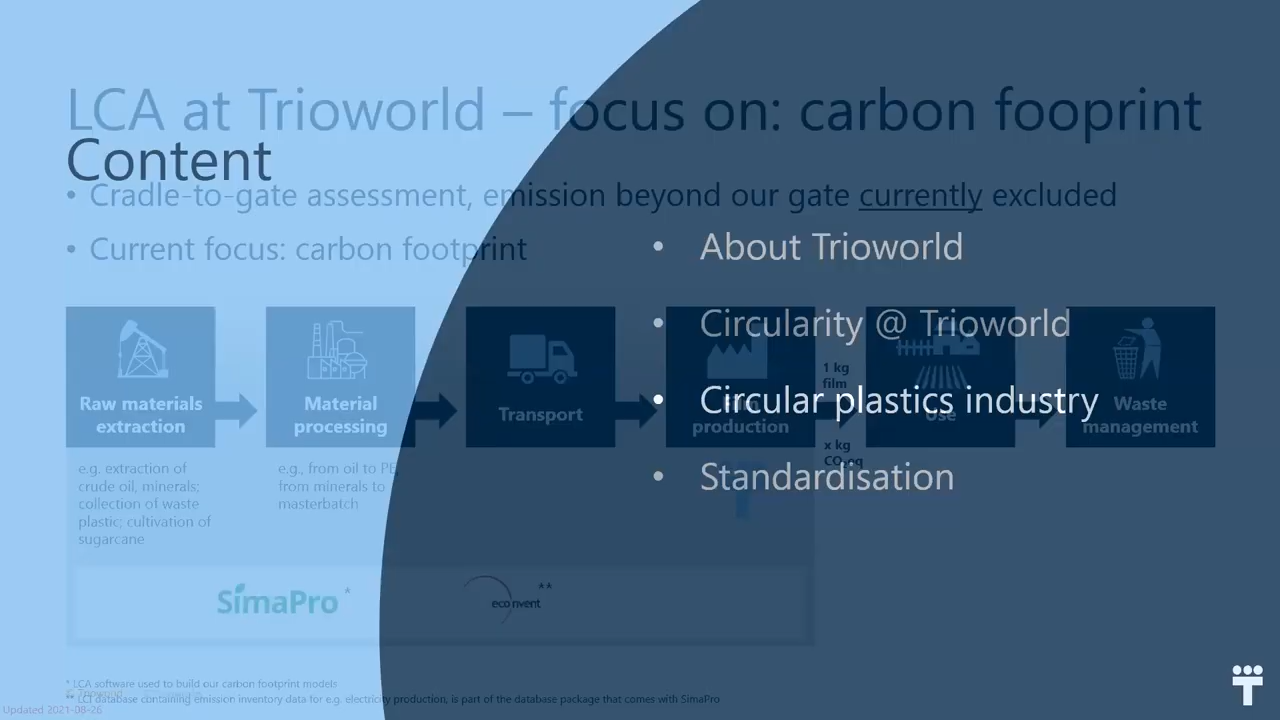 LCA at Trioworld – focus on: carbon fooprint
Content
• Cradle-to-gate assessment, emission beyond our gate currently excluded
• Current focus: carbon footprint
• About Trioworld
• Circularity @ Trioworld
• Circular plastics industry
• Standardisation
Raw materials
extraction
Material
processing
Transport
production
1 kg
film
x kg
CO₂eq
Use
Waste
management
e.g. extraction of
crude oil, minerals;
collection of waste
plastic; cultivation of
sugarcane
e.g., from oil to PE,
from minerals to
masterbatch
SimaPro *
ecoinvent **
* LCA software used to build our carbon footprint models
** LCI database containing emission inventory data for e.g. electricity production, is part of the database package that comes with SimaPro
Updated 2021-08-26